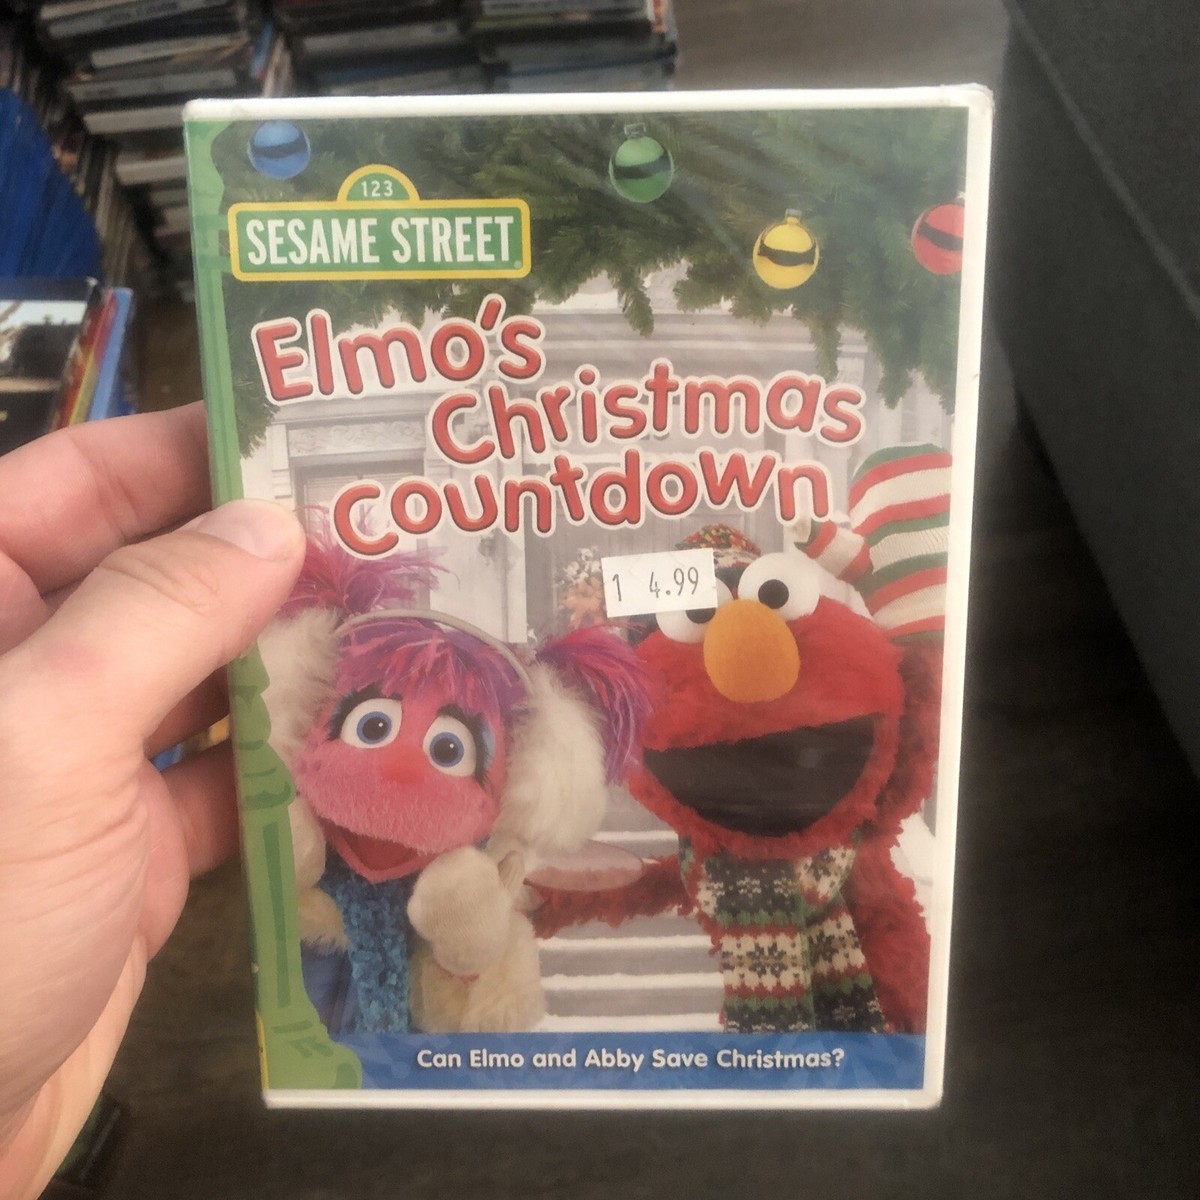 123
SESAME STREET
Elmo's
Christmas
Countdown
1 4.99
Can Elmo and Abby Save Christmas?